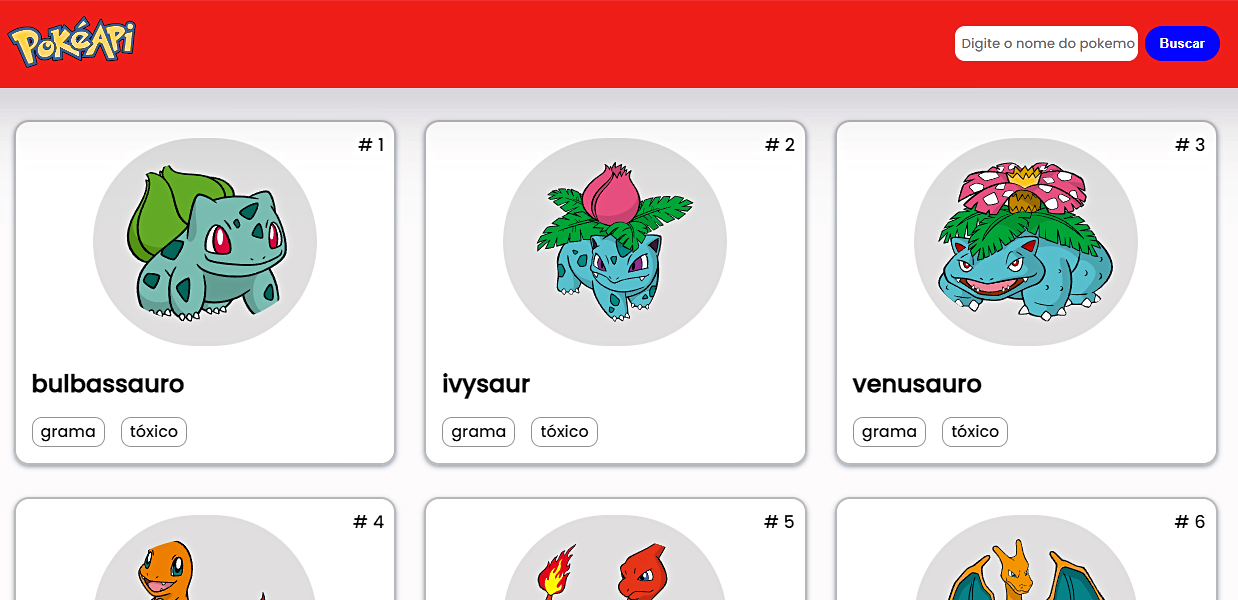 PokéApi
Digite o nome do pokemo
Buscar
# 1
# 2
# 3
bulbassauro
ivysaur
venusauro
grama tóxico
grama tóxico
grama tóxico
# 4
# 5
# 6